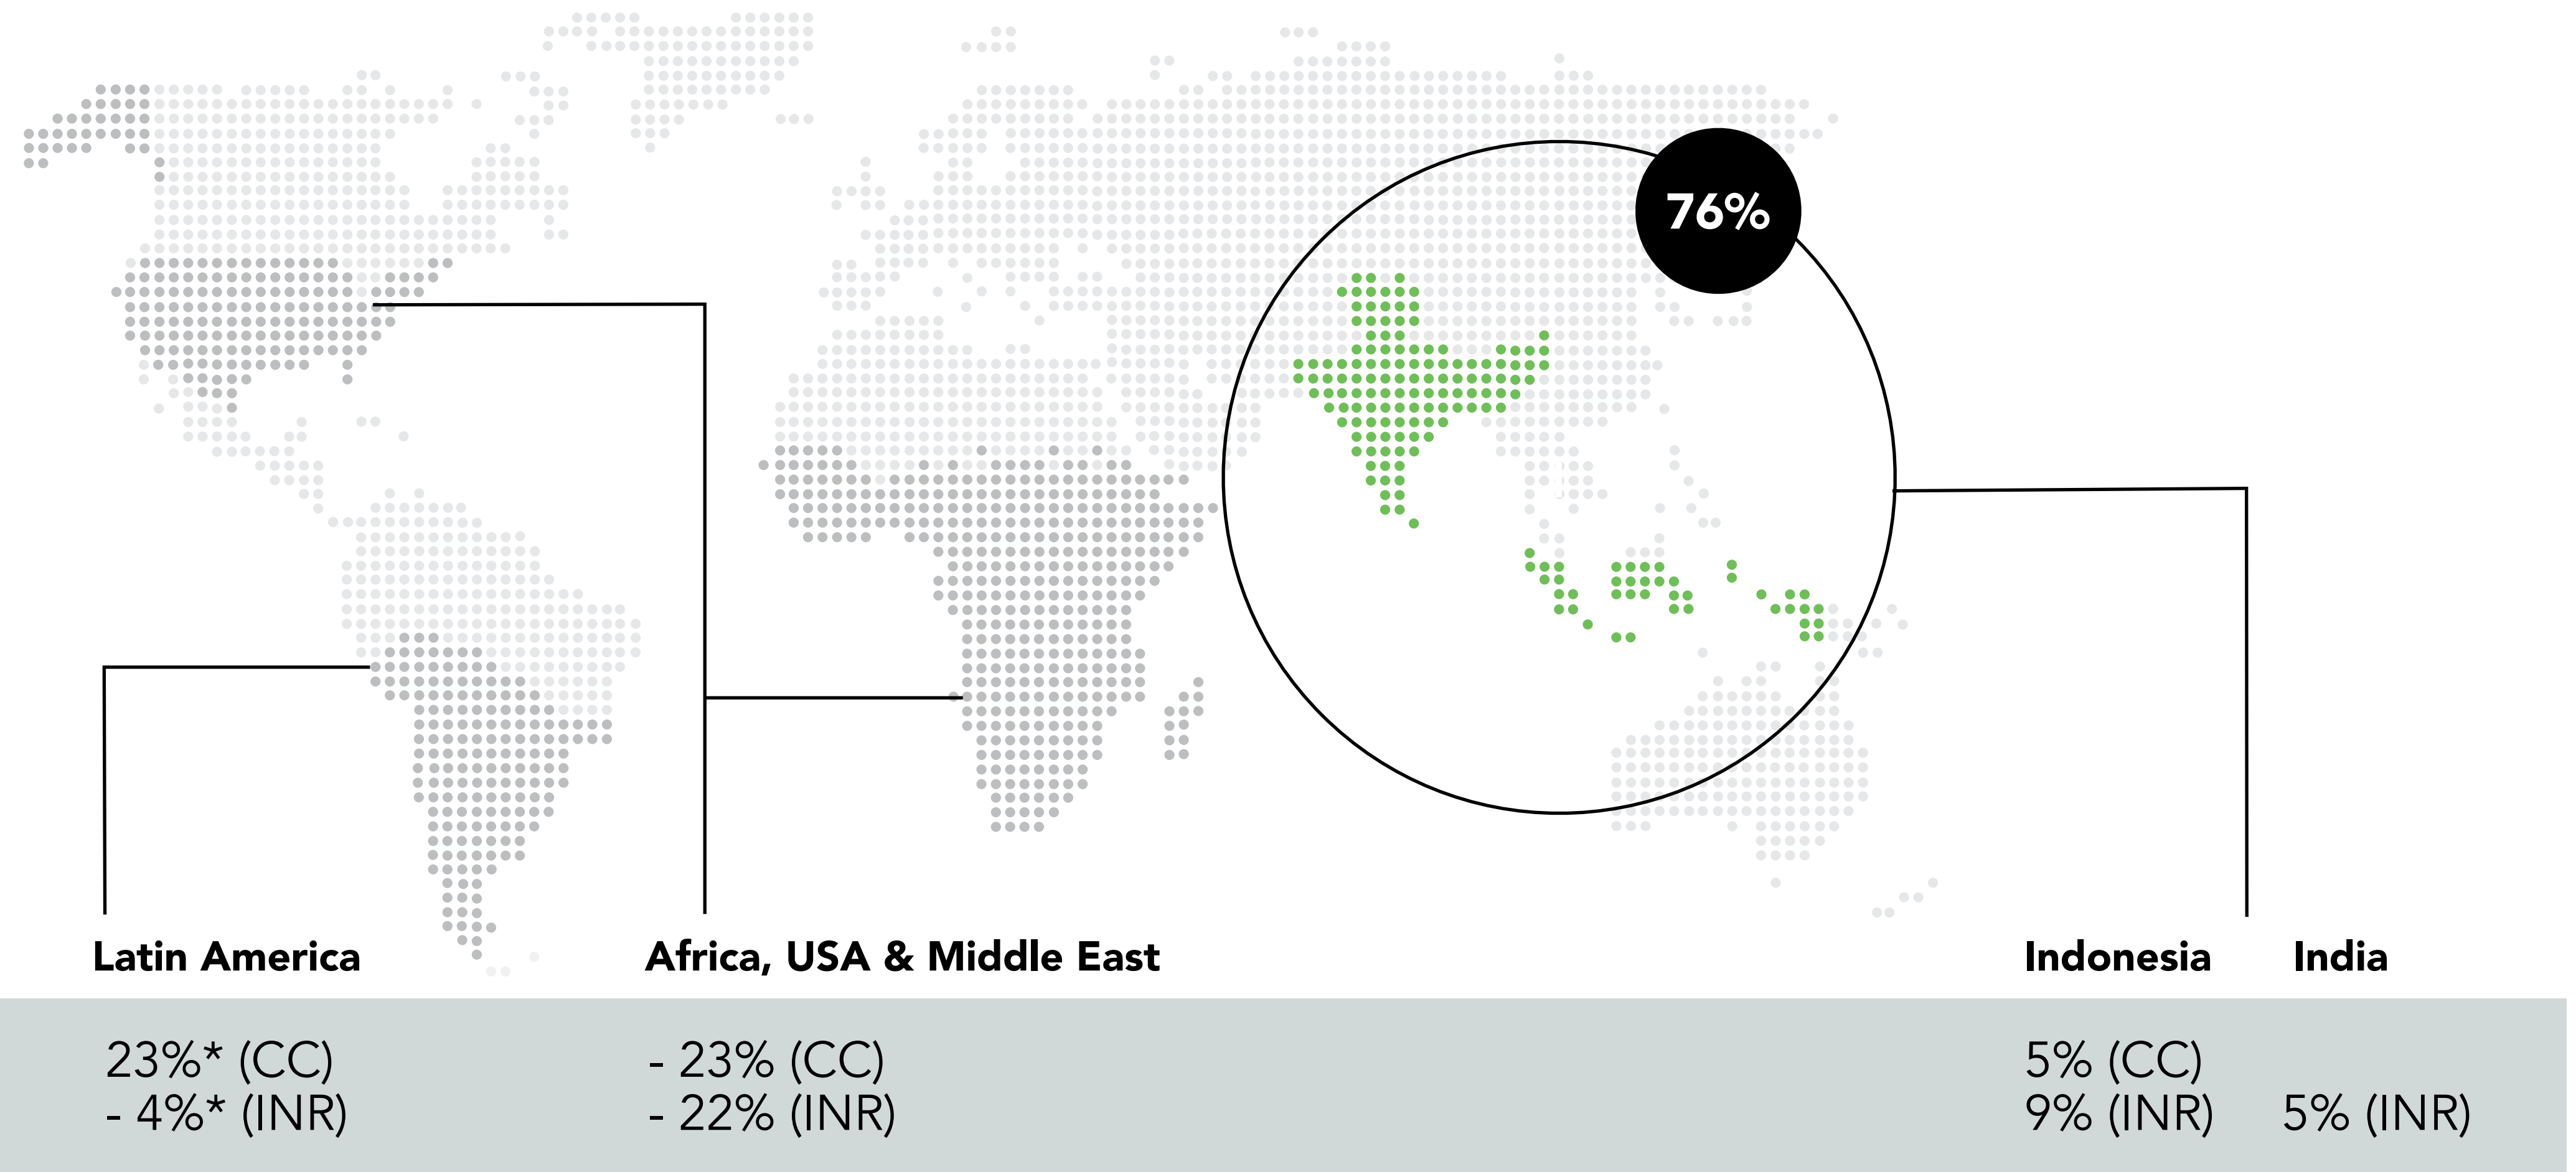 76%
Latin America
Africa, USA & Middle East
Indonesia
India
23%* (CC)
- 4%* (INR)
- 23% (CC)
- 22% (INR)
5% (CC)
9% (INR)
5% (INR)